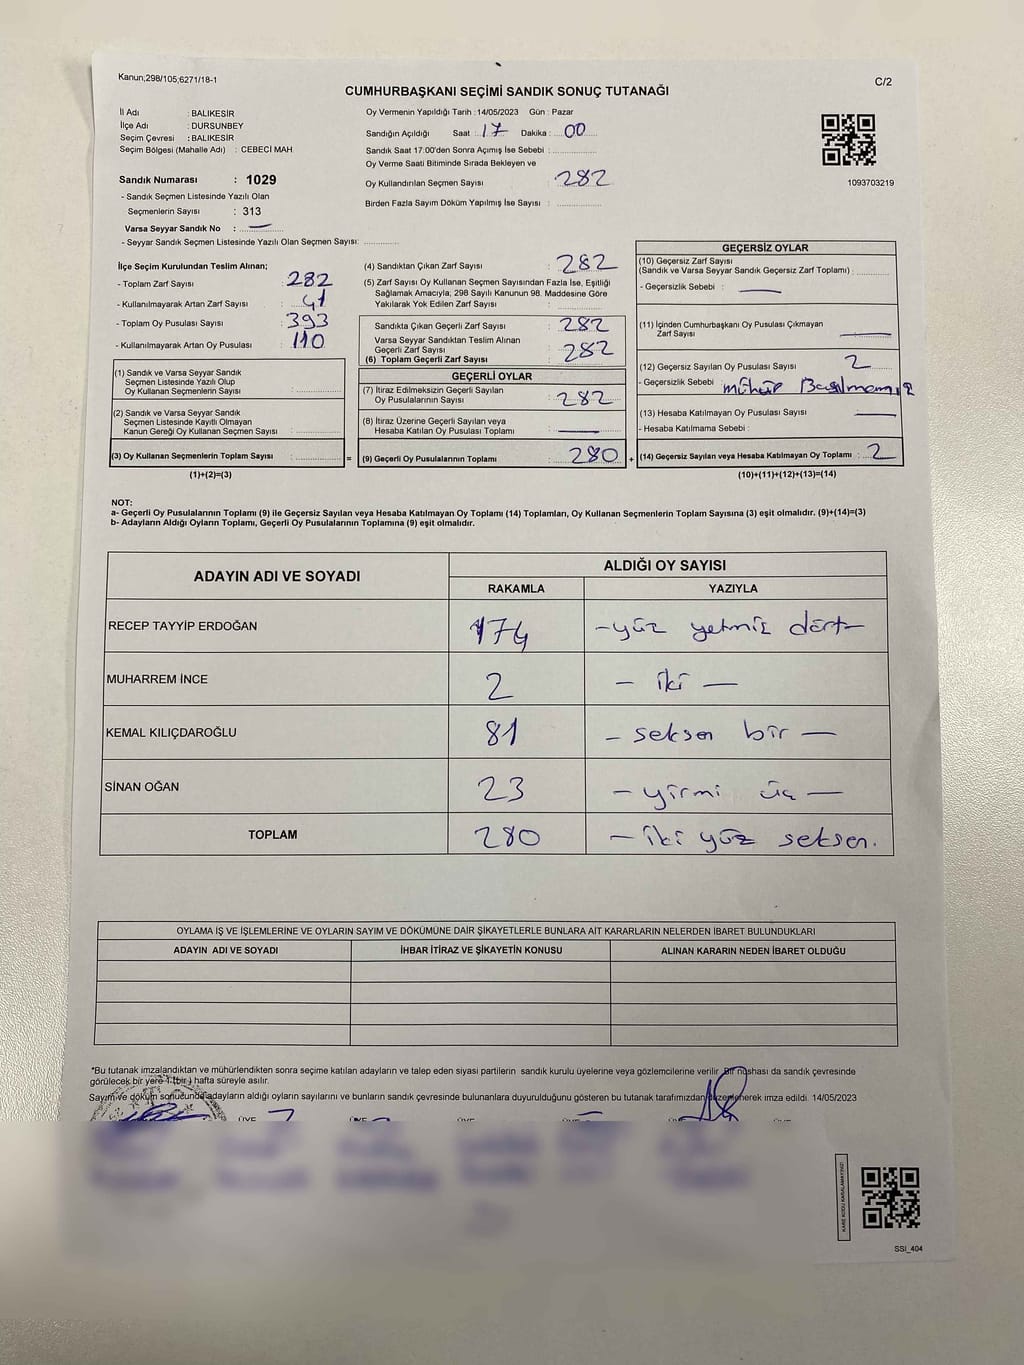 Kanun;298/105;6271/18-1
C/2
CUMHURBAŞKANI SEÇİMİ SANDIK SONUÇ TUTANAĞI
İl Adı : BALIKESİR
İlçe Adı : DURSUNBEY
Seçim Çevresi : BALIKESİR
Seçim Bölgesi (Mahalle Adı) : CEBECİ MAH.
Oy Vermenin Yapıldığı Tarih : 14/05/2023 Gün : Pazar
Sandığın Açıldığı Saat : 17 Dakika : 00
Sandık Saat 17:00'den Sonra Açımış İse Sebebi :
Oy Verme Saati Bitiminde Sırada Bekleyen ve
Oy Kullandırılan Seçmen Sayısı : 282
Birden Fazla Sayım Döküm Yapılmış İse Sayısı :
1093703219
Sandık Numarası : 1029
- Sandık Seçmen Listesinde Yazılı Olan
Seçmenlerin Sayısı : 313
Varsa Seyyar Sandık No : —
- Seyyar Sandık Seçmen Listesinde Yazılı Olan Seçmen Sayısı:
İlçe Seçim Kurulundan Teslim Alınan;
- Toplam Zarf Sayısı : 282
- Kullanılmayarak Artan Zarf Sayısı : 41
- Toplam Oy Pusulası Sayısı : 393
- Kullanılmayarak Artan Oy Pusulası : 110
(1) Sandık ve Varsa Seyyar Sandık
Seçmen Listesinde Yazılı Olup
Oy Kullanan Seçmenlerin Sayısı :
(2) Sandık ve Varsa Seyyar Sandık
Seçmen Listesinde Kayıtlı Olmayan
Kanun Gereği Oy Kullanan Seçmen Sayısı :
(3) Oy Kullanan Seçmenlerin Toplam Sayısı : =
(1)+(2)=(3)
(4) Sandıktan Çıkan Zarf Sayısı : 282
(5) Zarf Sayısı Oy Kullanan Seçmen Sayısından Fazla İse, Eşitliği
Sağlamak Amacıyla, 298 Sayılı Kanunun 98. Maddesine Göre
Yakılarak Yok Edilen Zarf Sayısı :
Sandıkta Çıkan Geçerli Zarf Sayısı : 282
Varsa Seyyar Sandıktan Teslim Alınan
Geçerli Zarf Sayısı
(6) Toplam Geçerli Zarf Sayısı : 282
GEÇERLİ OYLAR
(7) İtiraz Edilmeksizin Geçerli Sayılan
Oy Pusulalarının Sayısı : 282
(8) İtiraz Üzerine Geçerli Sayılan veya
Hesaba Katılan Oy Pusulası Toplamı : —
(9) Geçerli Oy Pusulalarının Toplamı : 280 +
GEÇERSİZ OYLAR
(10) Geçersiz Zarf Sayısı
(Sandık ve Varsa Seyyar Sandık Geçersiz Zarf Toplamı) :
- Geçersizlik Sebebi : —
(11) İçinden Cumhurbaşkanı Oy Pusulası Çıkmayan
Zarf Sayısı : —
(12) Geçersiz Sayılan Oy Pusulası Sayısı : 2
- Geçersizlik Sebebi : mühür Basılmamış
(13) Hesaba Katılmayan Oy Pusulası Sayısı : —
- Hesaba Katılmama Sebebi :
(14) Geçersiz Sayılan veya Hesaba Katılmayan Oy Toplamı : 2
(10)+(11)+(12)+(13)=(14)
NOT:
a- Geçerli Oy Pusulalarının Toplamı (9) ile Geçersiz Sayılan veya Hesaba Katılmayan Oy Toplamı (14) Toplamları, Oy Kullanan Seçmenlerin Toplam Sayısına (3) eşit olmalıdır. (9)+(14)=(3)
b- Adayların Aldığı Oyların Toplamı, Geçerli Oy Pusulalarının Toplamına (9) eşit olmalıdır.
ADAYIN ADI VE SOYADI
ALDIĞI OY SAYISI
RAKAMLA YAZIYLA
RECEP TAYYİP ERDOĞAN 174 - yüz yetmiş dört -
MUHARREM İNCE 2 - iki -
KEMAL KILIÇDAROĞLU 81 - seksen bir -
SİNAN OĞAN 23 - yirmi üç -
TOPLAM 280 - iki yüz seksen.
OYLAMA İŞ VE İŞLEMLERİNE VE OYLARIN SAYIM VE DÖKÜMÜNE DAİR ŞİKAYETLERLE BUNLARA AİT KARARLARIN NELERDEN İBARET BULUNDUKLARI
ADAYIN ADI VE SOYADI İHBAR İTİRAZ VE ŞİKAYETİN KONUSU ALINAN KARARIN NEDEN İBARET OLDUĞU
*Bu tutanak imzalandıktan ve mühürlendikten sonra seçime katılan adayların ve talep eden siyasi partilerin sandık kurulu üyelerine veya gözlemcilerine verilir. Bir nüshası da sandık çevresinde
görülecek bir yere 1 (bir) hafta süreyle asılır.
Sayım ve döküm sonucunda adayların aldığı oyların sayılarını ve bunların sandık çevresinde bulunanlara duyurulduğunu gösteren bu tutanak tarafımızdan düzenlenerek imza edildi. 14/05/2023
ÜYE ÜYE ÜYE ÜYE ÜYE ÜYE
KARE KODU KARALAMAYINIZ!
SSI_404